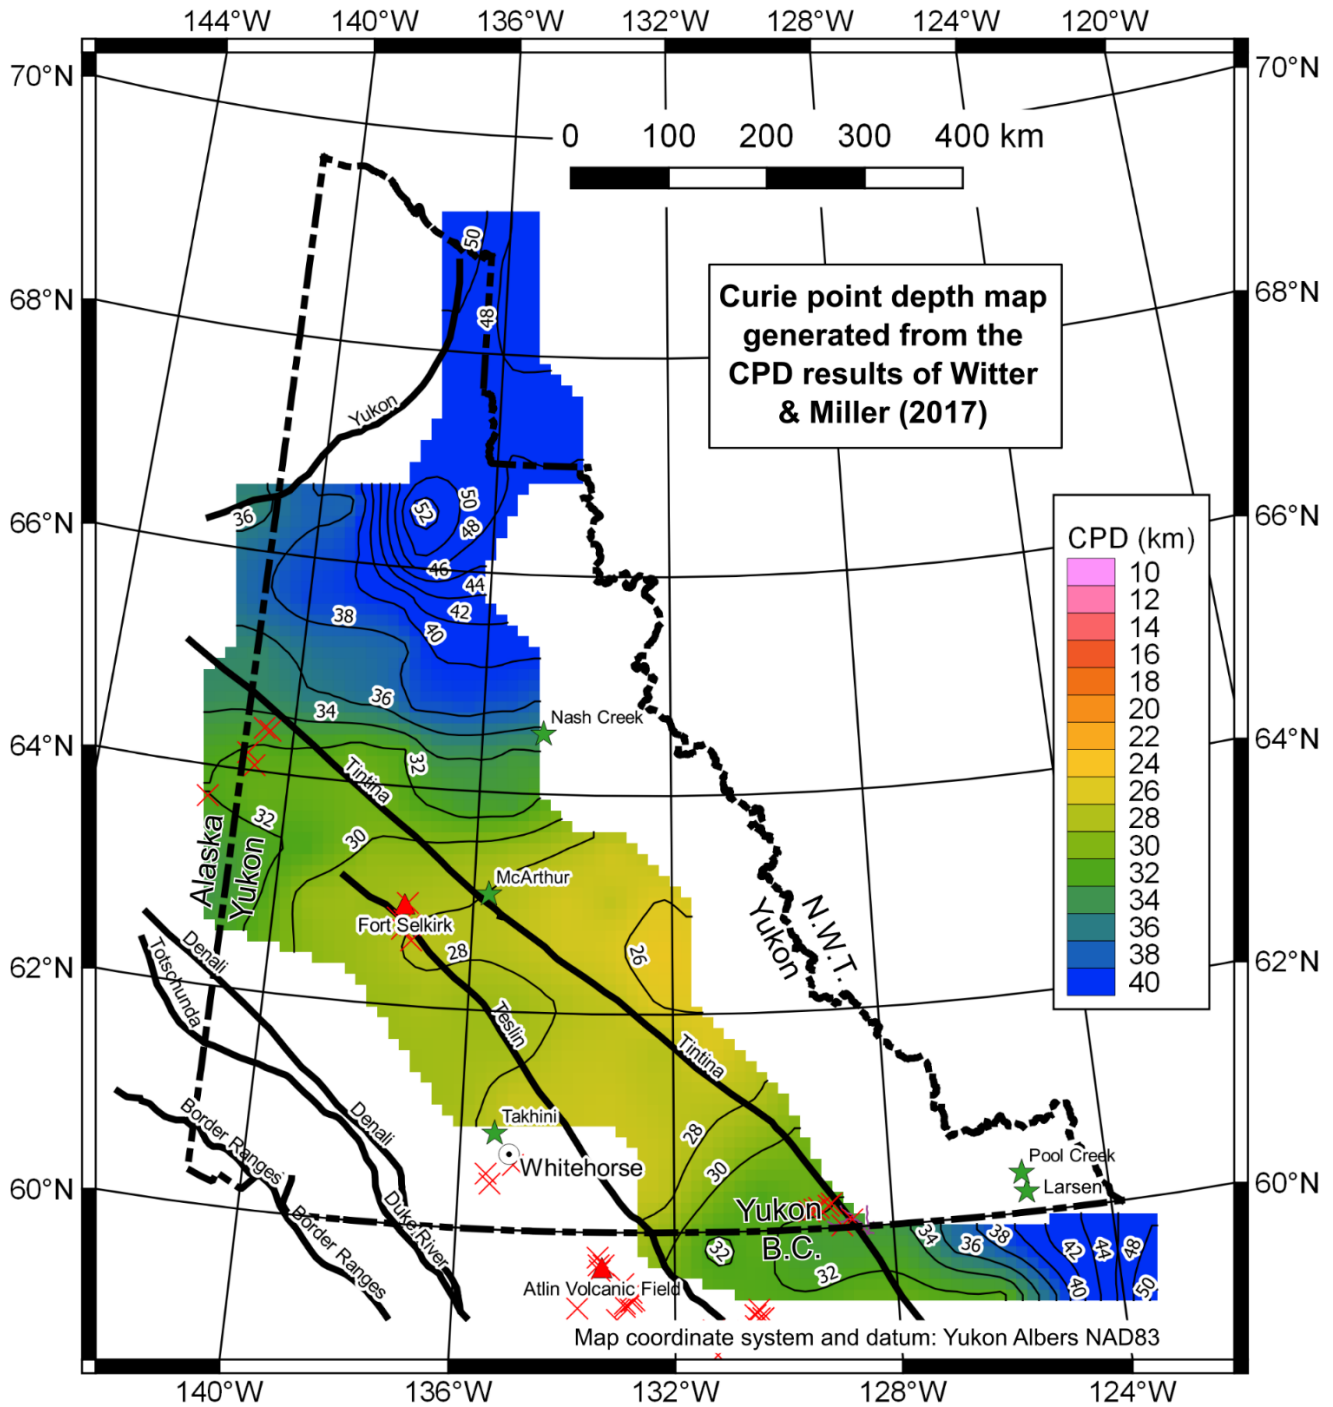 144°W 140°W 136°W 132°W 128°W 124°W 120°W
70°N 70°N
0 100 200 300 400 km
50
68°N 68°N
48
Curie point depth map
generated from the
CPD results of Witter
& Miller (2017)
Yukon
36 52 50 48
66°N 66°N
46
44
42
40
38
36
34
CPD (km)
10
12
14
16
18
20
22
24
26
28
30
32
34
36
38
40
Nash Creek
64°N 64°N
Tintina
32
32
30
Alaska
Yukon
McArthur
Fort Selkirk
28
26
N.W.T.
Yukon
62°N 62°N
Denali
Totschunda
Teslin
Tintina
Border Ranges
Denali
Takhini
Whitehorse
28
30
Pool Creek
Larsen
60°N 60°N
Duke River
Border Ranges
Yukon
B.C.
32
32
34 36 38 40 42 44 48 50
Atlin Volcanic Field
Map coordinate system and datum: Yukon Albers NAD83
140°W 136°W 132°W 128°W 124°W